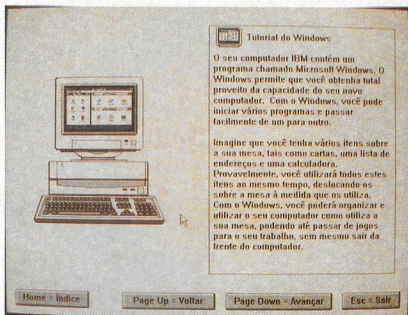 Tutorial do Windows
O seu computador IBM contém um
programa chamado Microsoft Windows. O
Windows permite que você obtenha total
proveito da capacidade do seu novo
computador. Com o Windows, você pode
iniciar vários programas e passar
facilmente de um para outro.
Imagine que você tenha vários itens sobre
a sua mesa, tais como cartas, uma lista de
endereços e uma calculadora.
Provavelmente, você utilizará todos estes
itens ao mesmo tempo, deslocando-os
sobre a mesa à medida que os utiliza.
Com o Windows, você poderá organizar e
utilizar o seu computador como utiliza a
sua mesa, podendo até passar de jogos
para o seu trabalho, sem mesmo sair da
frente do computador.
Home = Índice
Page Up = Voltar
Page Down = Avançar
Esc = Sair